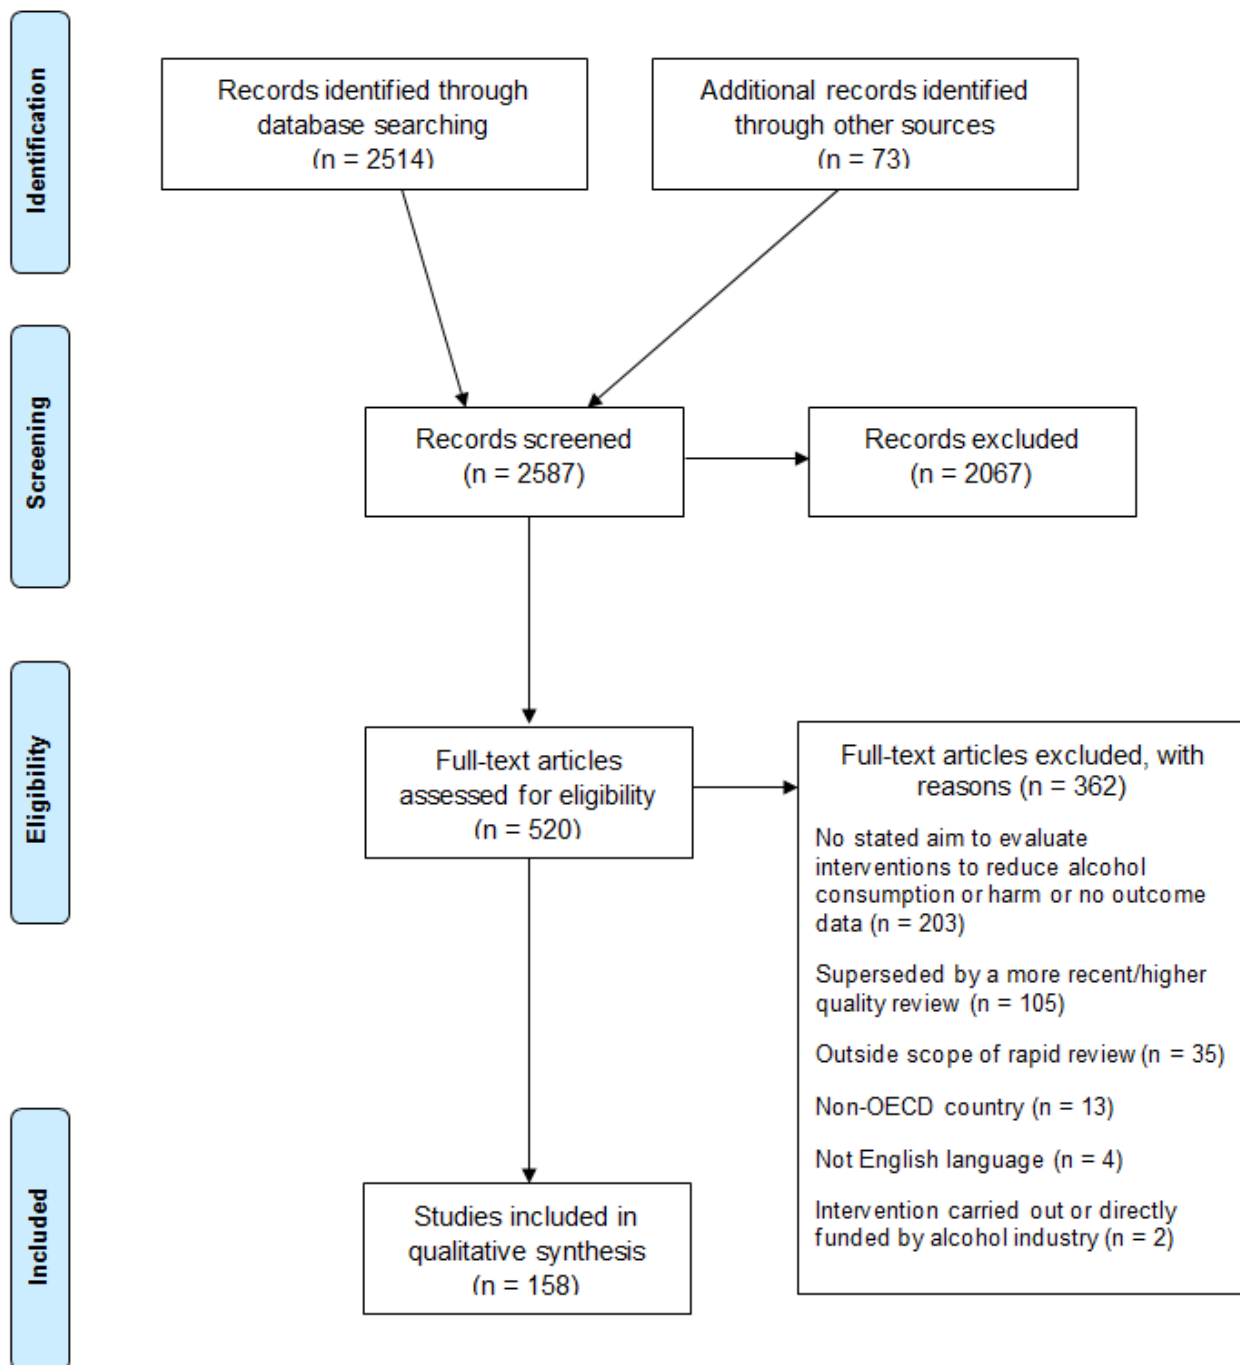 Identification
Records identified through
database searching
(n = 2514)
Additional records identified
through other sources
(n = 73)
Screening
Records screened
(n = 2587)
Records excluded
(n = 2067)
Eligibility
Full-text articles
assessed for eligibility
(n = 520)
Full-text articles excluded, with
reasons (n = 362)
No stated aim to evaluate
interventions to reduce alcohol
consumption or harm or no outcome
data (n = 203)
Superseded by a more recent/higher
quality review (n = 105)
Outside scope of rapid review (n = 35)
Non-OECD country (n = 13)
Not English language (n = 4)
Intervention carried out or directly
funded by alcohol industry (n = 2)
Included
Studies included in
qualitative synthesis
(n = 158)